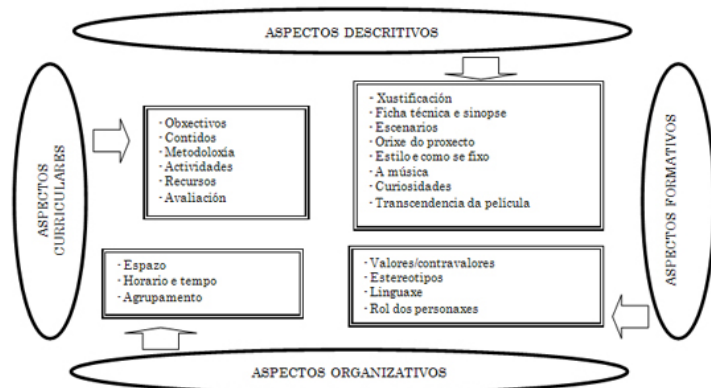 ASPECTOS DESCRITIVOS
ASPECTOS
CURRICULARES
- Obxectivos
- Contidos
- Metodoloxía
- Actividades
- Recursos
- Avaliación
- Xustificación
- Ficha técnica e sinopse
- Escenarios
- Orixe do proxecto
- Estilo e como se fixo
- A música
- Curiosidades
- Transcendencia da película
ASPECTOS FORMATIVOS
- Espazo
- Horario e tempo
- Agrupamento
- Valores/contravalores
- Estereotipos
- Linguaxe
- Rol dos personaxes
ASPECTOS ORGANIZATIVOS